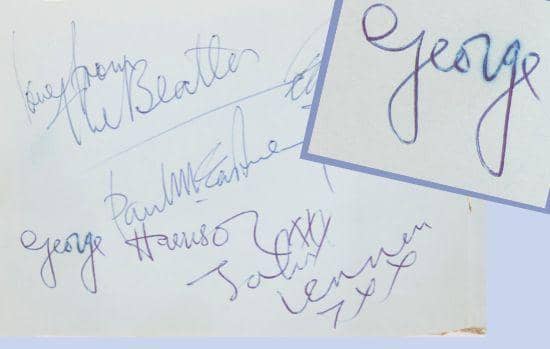 love from
the Beatles
Paul McCartney
George Harrison xxx
John
Lennon
xxx
George